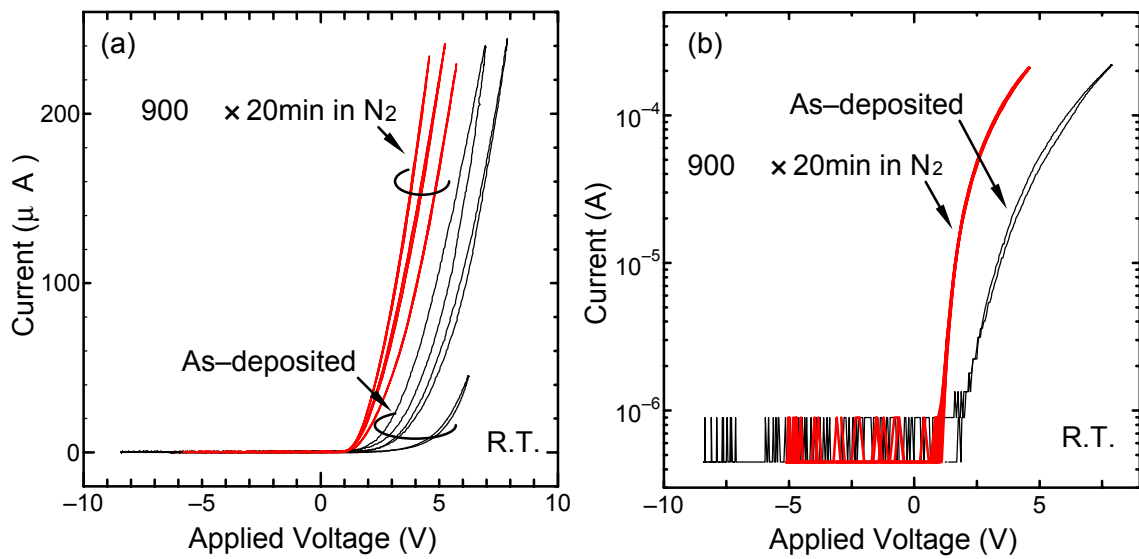 (a)
900 × 20min in N2
As–deposited
R.T.
200
100
0
–10 –5 0 5 10
Current (μ A)
Applied Voltage (V)
(b)
As–deposited
900 × 20min in N2
R.T.
10–4
10–5
10–6
–10 –5 0 5
Current (A)
Applied Voltage (V)